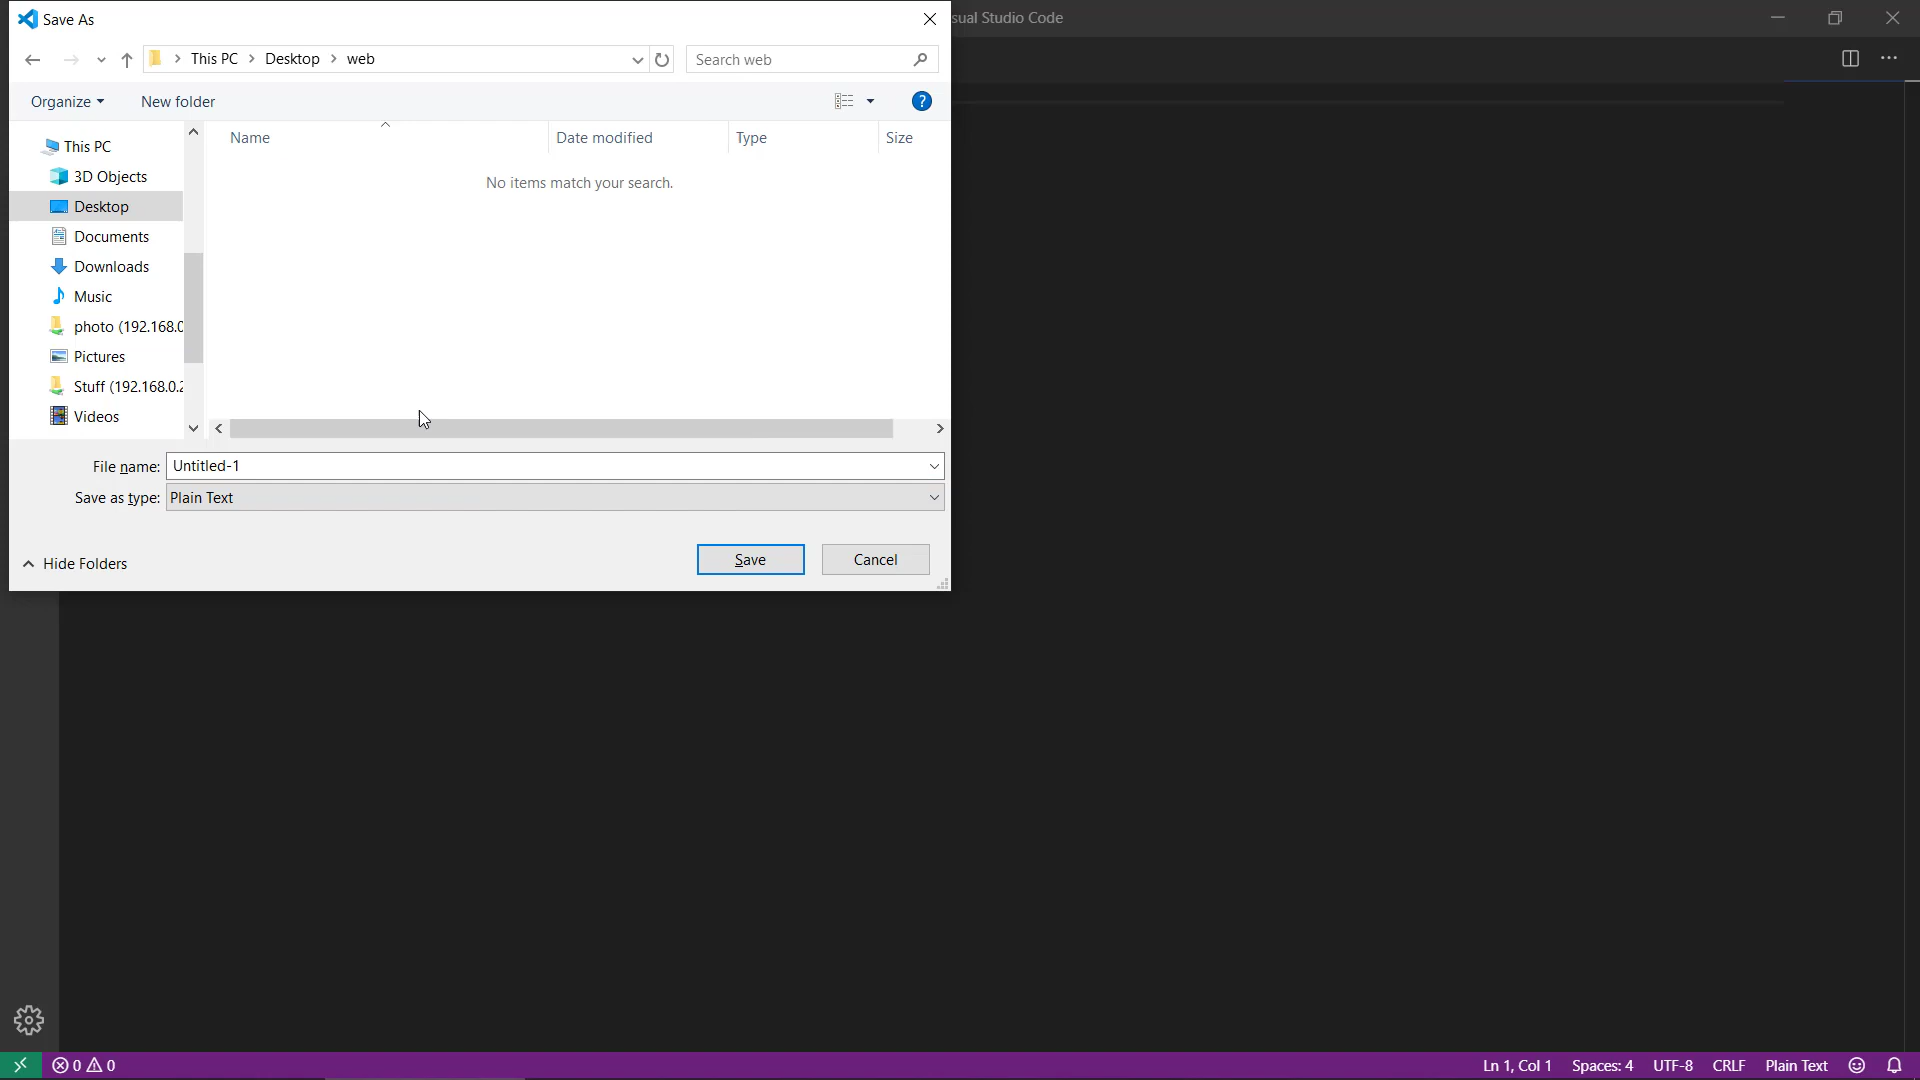 Save As
sual Studio Code
This PC > Desktop > web
Search web
Organize
New folder
Name
Date modified
Type
Size
No items match your search.
This PC
3D Objects
Desktop
Documents
Downloads
Music
photo (192.168.0
Pictures
Stuff (192.168.0.2
Videos
File name: Untitled-1
Save as type: Plain Text
Hide Folders
Save
Cancel
0 0
Ln 1, Col 1
Spaces: 4
UTF-8
CRLF
Plain Text